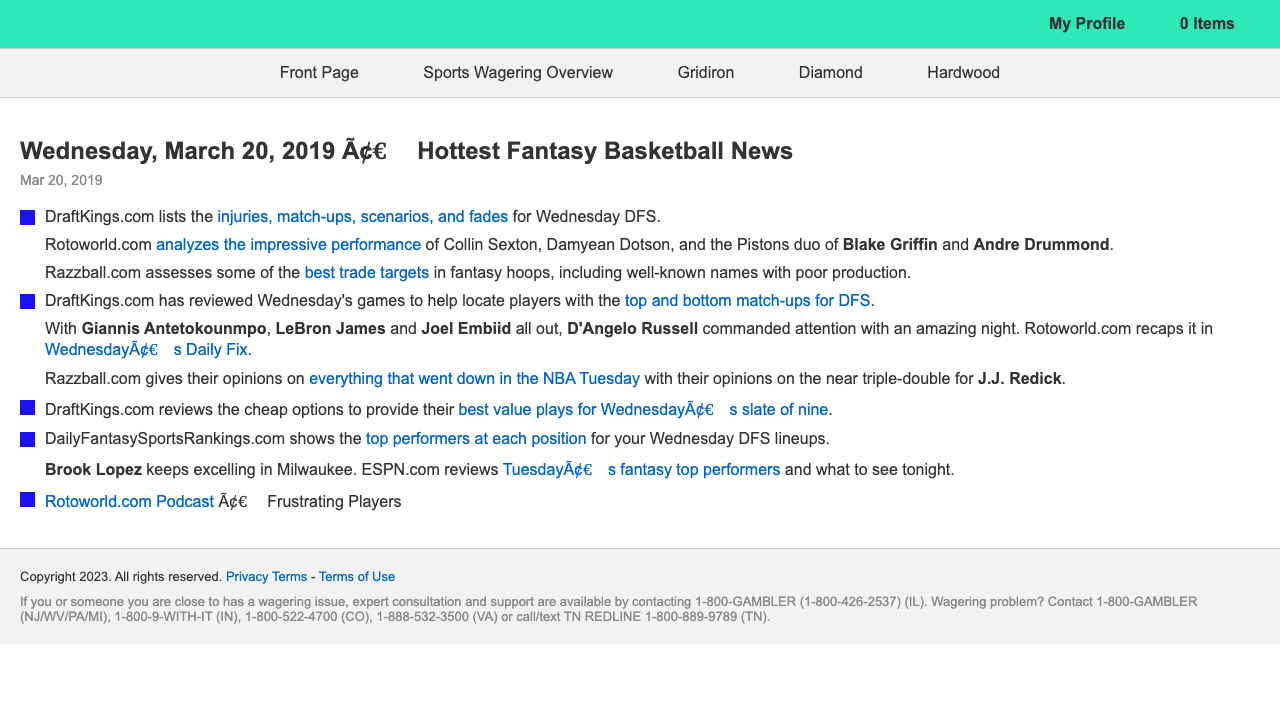 My Profile 0 Items
Front Page Sports Wagering Overview Gridiron Diamond Hardwood
Wednesday, March 20, 2019 Ã¢€ Hottest Fantasy Basketball News
Mar 20, 2019
DraftKings.com lists the injuries, match-ups, scenarios, and fades for Wednesday DFS.
Rotoworld.com analyzes the impressive performance of Collin Sexton, Damyean Dotson, and the Pistons duo of Blake Griffin and Andre Drummond.
Razzball.com assesses some of the best trade targets in fantasy hoops, including well-known names with poor production.
DraftKings.com has reviewed Wednesday's games to help locate players with the top and bottom match-ups for DFS.
With Giannis Antetokounmpo, LeBron James and Joel Embiid all out, D'Angelo Russell commanded attention with an amazing night. Rotoworld.com recaps it in
WednesdayÃ¢€ s Daily Fix.
Razzball.com gives their opinions on everything that went down in the NBA Tuesday with their opinions on the near triple-double for J.J. Redick.
DraftKings.com reviews the cheap options to provide their best value plays for WednesdayÃ¢€ s slate of nine.
DailyFantasySportsRankings.com shows the top performers at each position for your Wednesday DFS lineups.
Brook Lopez keeps excelling in Milwaukee. ESPN.com reviews TuesdayÃ¢€ s fantasy top performers and what to see tonight.
Rotoworld.com Podcast Ã¢€ Frustrating Players
Copyright 2023. All rights reserved. Privacy Terms - Terms of Use
If you or someone you are close to has a wagering issue, expert consultation and support are available by contacting 1-800-GAMBLER (1-800-426-2537) (IL). Wagering problem? Contact 1-800-GAMBLER
(NJ/WV/PA/MI), 1-800-9-WITH-IT (IN), 1-800-522-4700 (CO), 1-888-532-3500 (VA) or call/text TN REDLINE 1-800-889-9789 (TN).